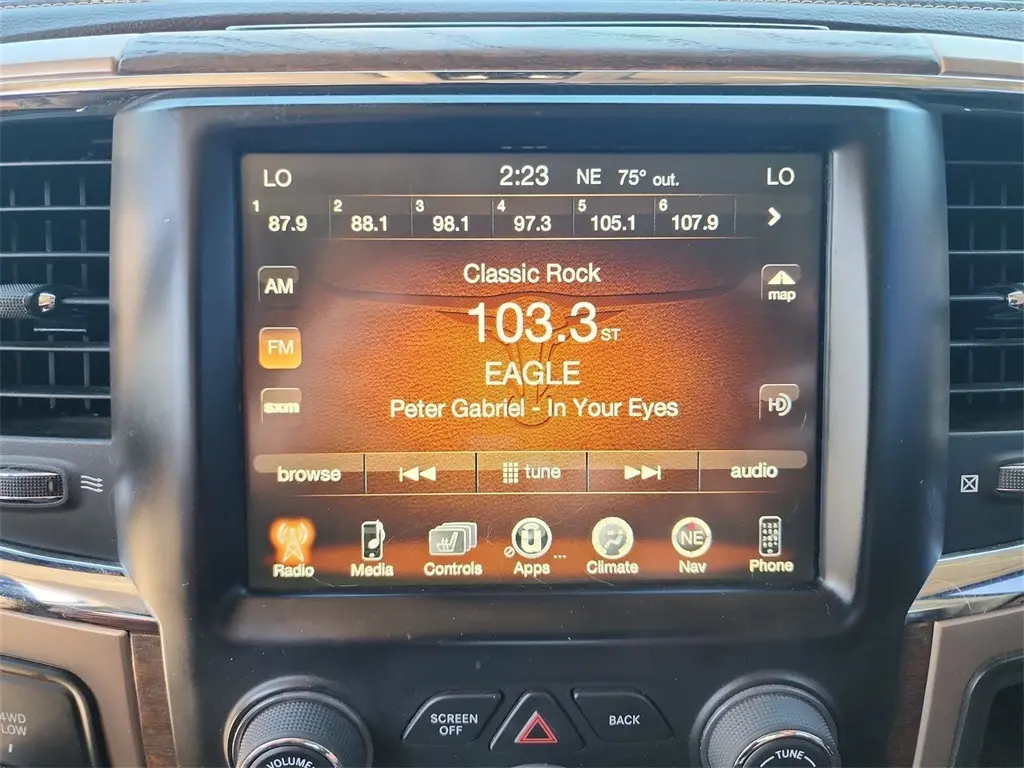 LO 2:23 NE 75° out. LO
1 87.9 2 88.1 3 98.1 4 97.3 5 105.1 6 107.9
AM
Classic Rock
map
103.3 ST
FM
EAGLE
sxm
Peter Gabriel - In Your Eyes
HD
browse tune audio
NE
Radio Media Controls Apps ... Climate Nav Phone
4WD
LOW
SCREEN
OFF
BACK
VOLUME
TUNE